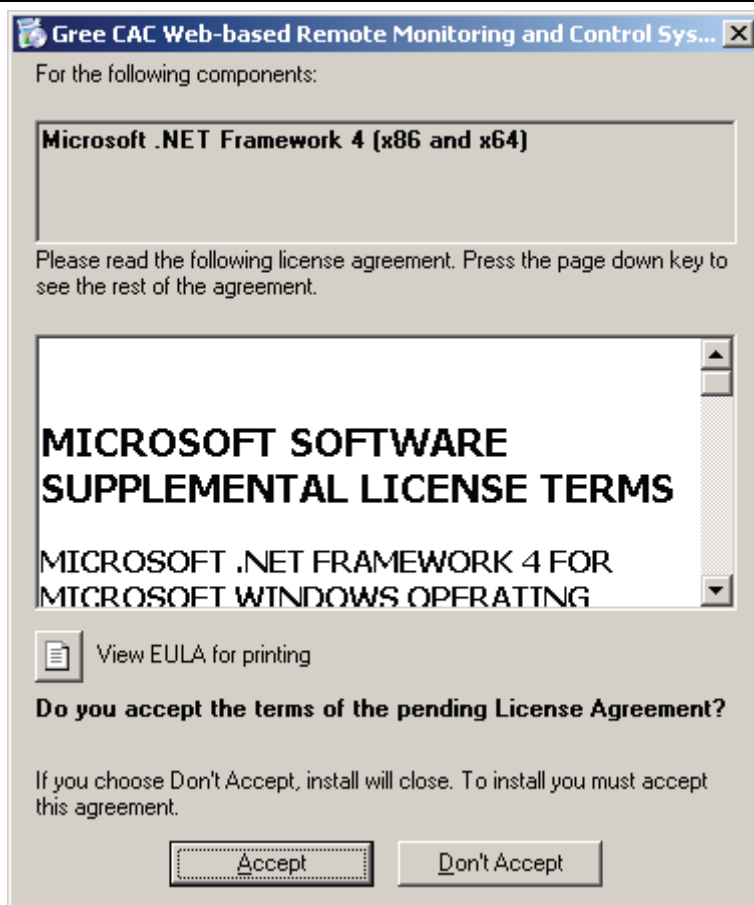 Gree CAC Web-based Remote Monitoring and Control Sys...
For the following components:
Microsoft .NET Framework 4 (x86 and x64)
Please read the following license agreement. Press the page down key to
see the rest of the agreement.
MICROSOFT SOFTWARE
SUPPLEMENTAL LICENSE TERMS
MICROSOFT .NET FRAMEWORK 4 FOR
MICROSOFT WINDOWS OPERATING
View EULA for printing
Do you accept the terms of the pending License Agreement?
If you choose Don't Accept, install will close. To install you must accept
this agreement.
Accept Don't Accept